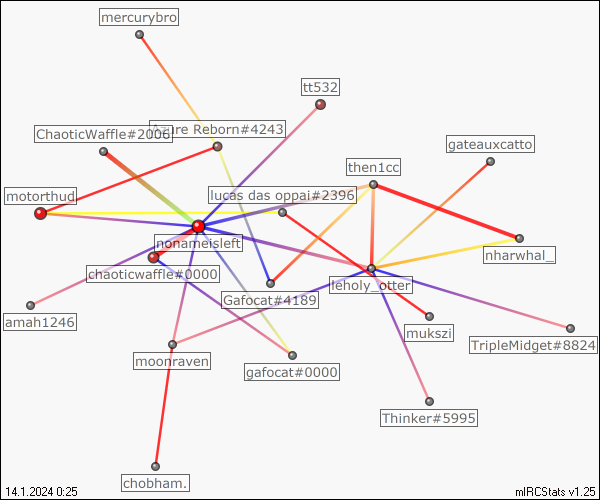 mercurybro
tt532
Azure Reborn#4243
ChaoticWaffle#2006
gateauxcatto
then1cc
motorthud
lucas das oppai#2396
nonameisleft
nharwhal_
chaoticwaffle#0000
leholy_otter
Gafocat#4189
amah1246
mukszi
TripleMidget#8824
moonraven
gafocat#0000
Thinker#5995
chobham.
14.1.2024 0:25
mIRCStats v1.25